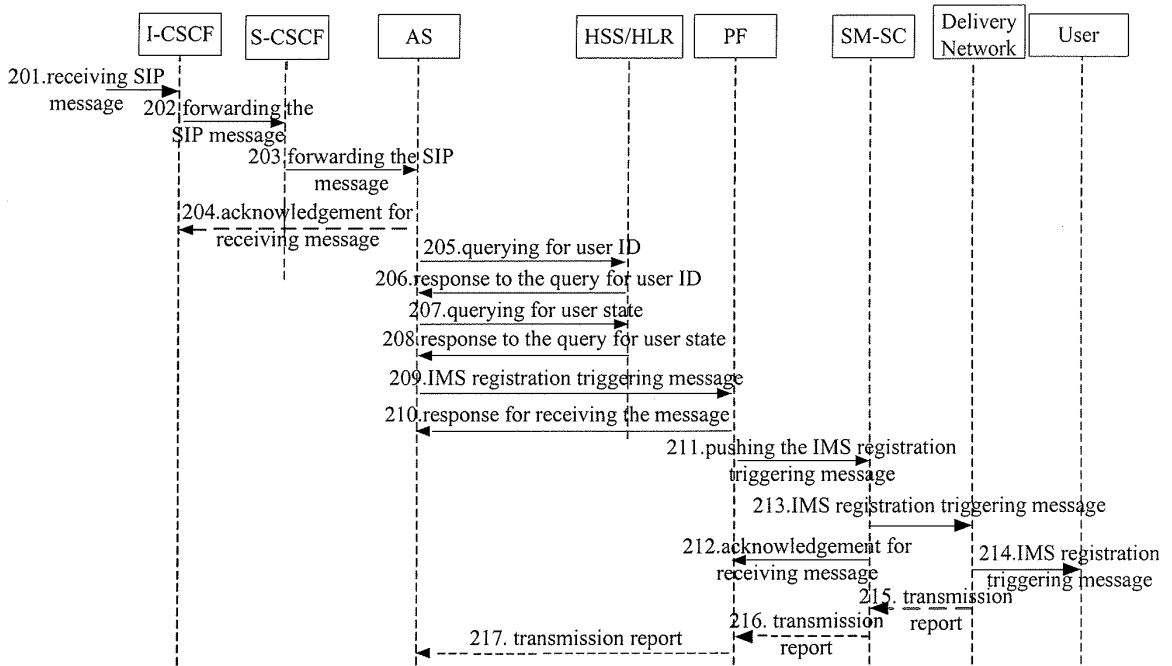 I-CSCF
S-CSCF
AS
HSS/HLR
PF
SM-SC
Delivery
Network
User
201.receiving SIP
message
202.forwarding the
SIP message
203.forwarding the SIP
message
204.acknowledgement for
receiving message
205.querying for user ID
206.response to the query for user ID
207.querying for user state
208.response to the query for user state
209.IMS registration triggering message
210.response for receiving the message
211.pushing the IMS registration
triggering message
213.IMS registration triggering message
212.acknowledgement for
receiving message
214.IMS registration
triggering message
215. transmission
report
216. transmission
report
217. transmission report